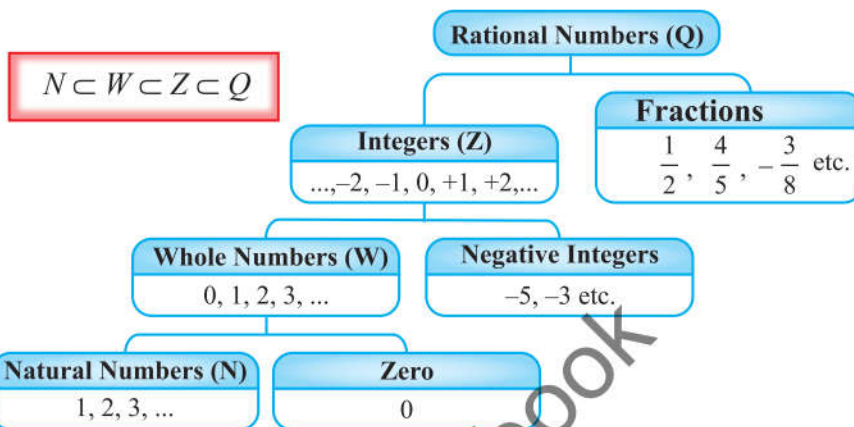 Rational Numbers (Q)
N ⊂ W ⊂ Z ⊂ Q
Fractions
1/2, 4/5, −3/8 etc.
Integers (Z)
...,−2, −1, 0, +1, +2,...
Whole Numbers (W)
0, 1, 2, 3, ...
Negative Integers
−5, −3 etc.
Natural Numbers (N)
1, 2, 3, ...
Zero
0
ook